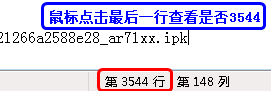 鼠标点击最后一行查看是否3544
21266a2588e28_ar71xx.ipk
第 3544 行 第 148 列